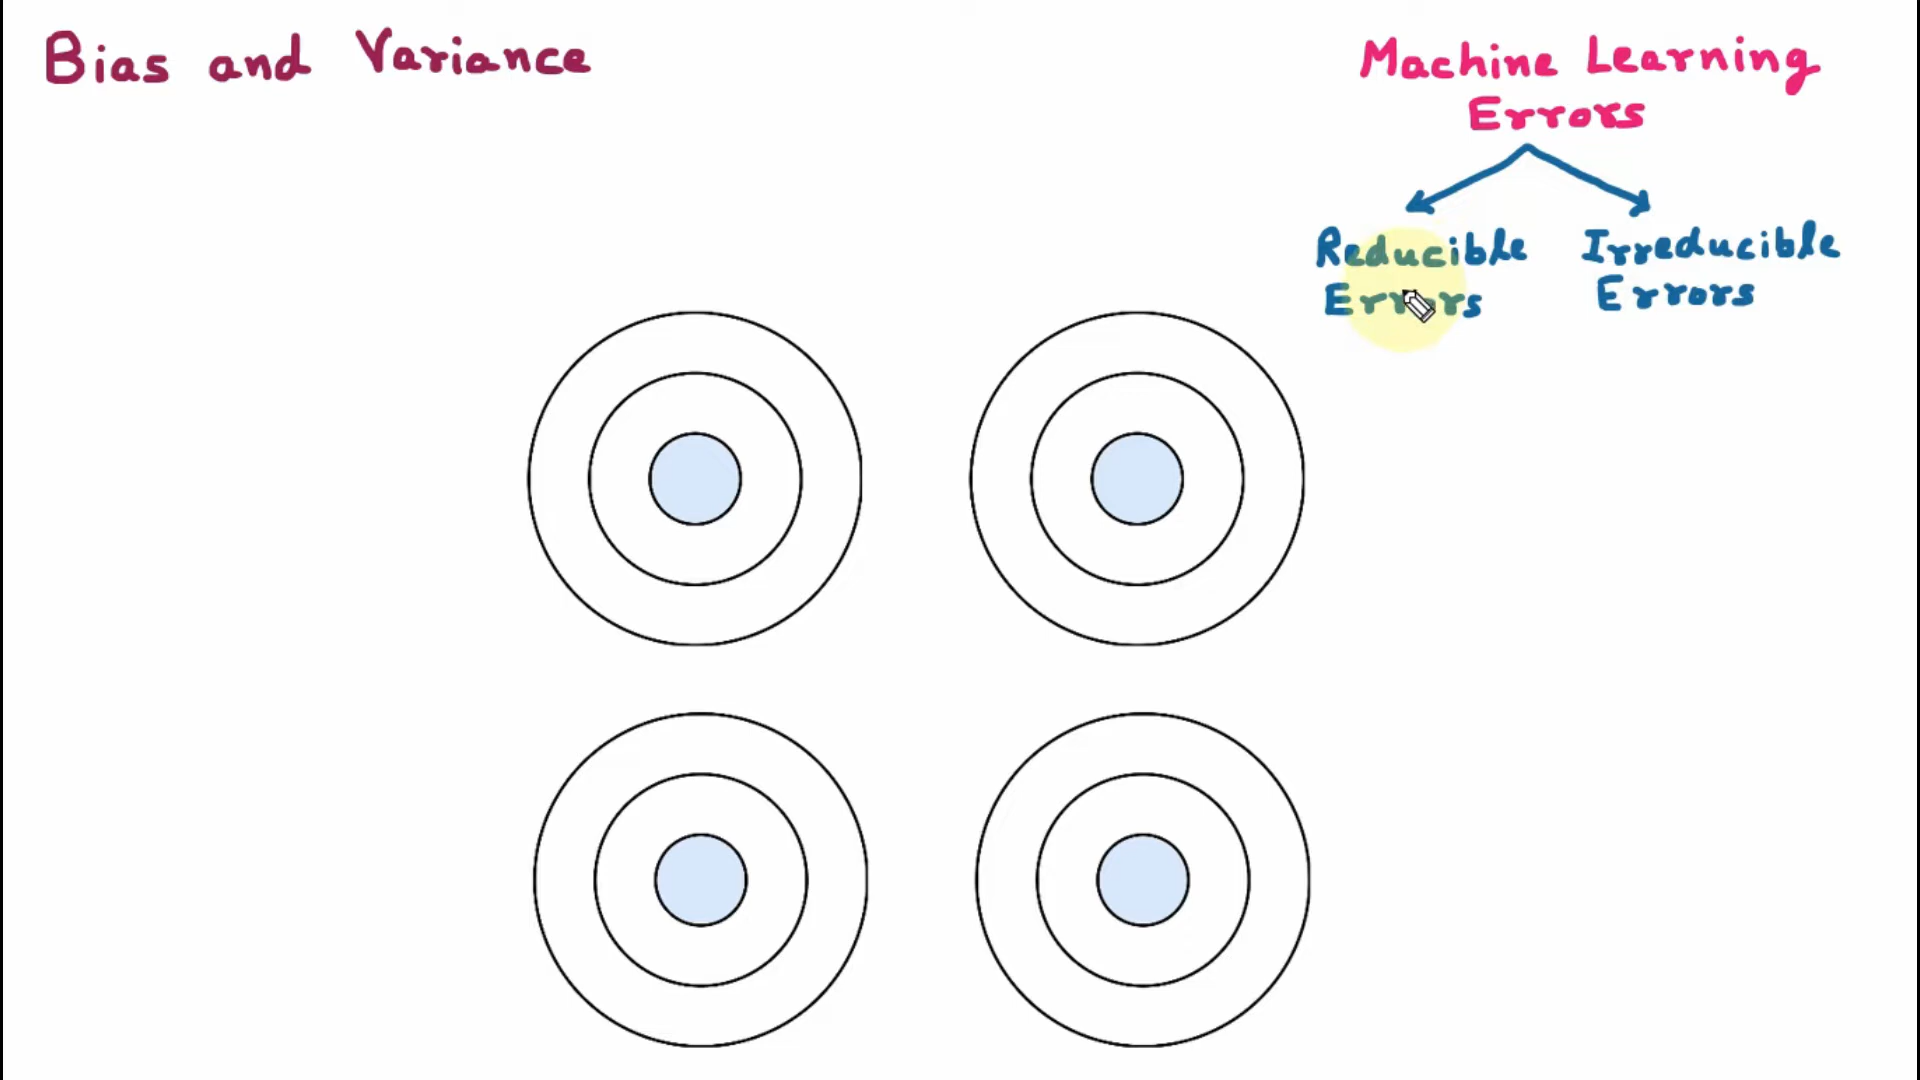 Bias and Variance
Machine Learning
Errors
Reducible
Errors
Irreducible
Errors